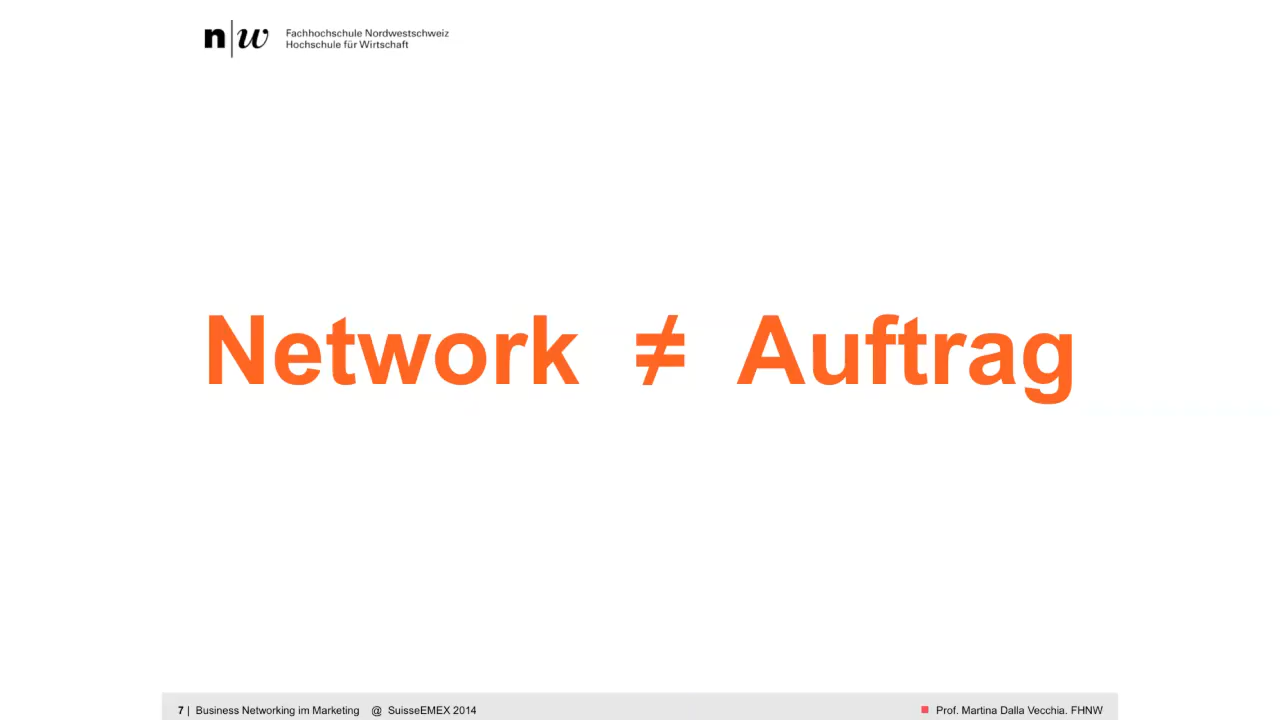 n|w Fachhochschule Nordwestschweiz
Hochschule für Wirtschaft
Network ≠ Auftrag
7 | Business Networking im Marketing @ SuisseEMEX 2014
Prof. Martina Dalla Vecchia. FHNW